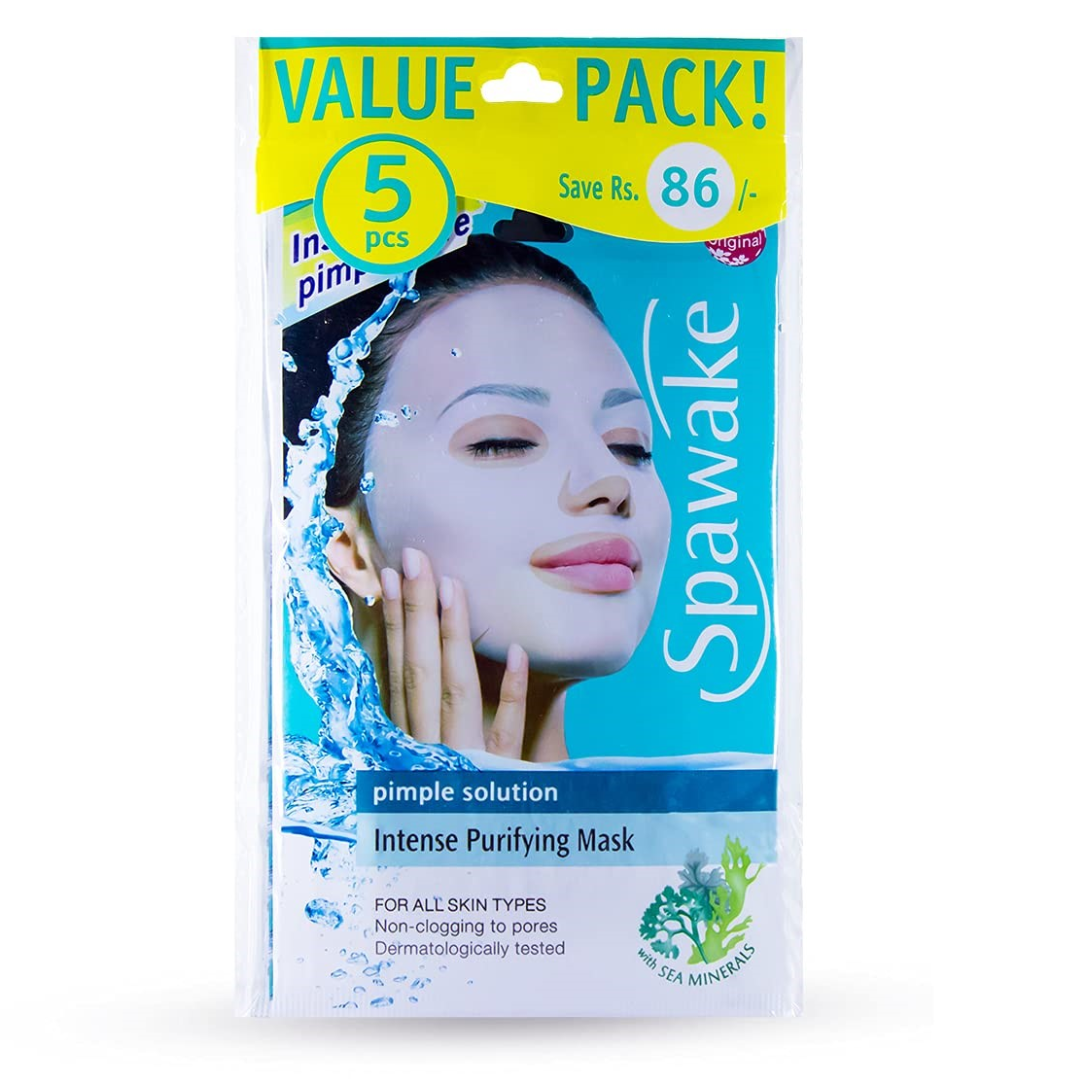 VALUE PACK!
5
pcs
Save Rs. 86 /-
original
Spawake
pimple solution
Intense Purifying Mask
FOR ALL SKIN TYPES
Non-clogging to pores
Dermatologically tested
with SEA MINERALS